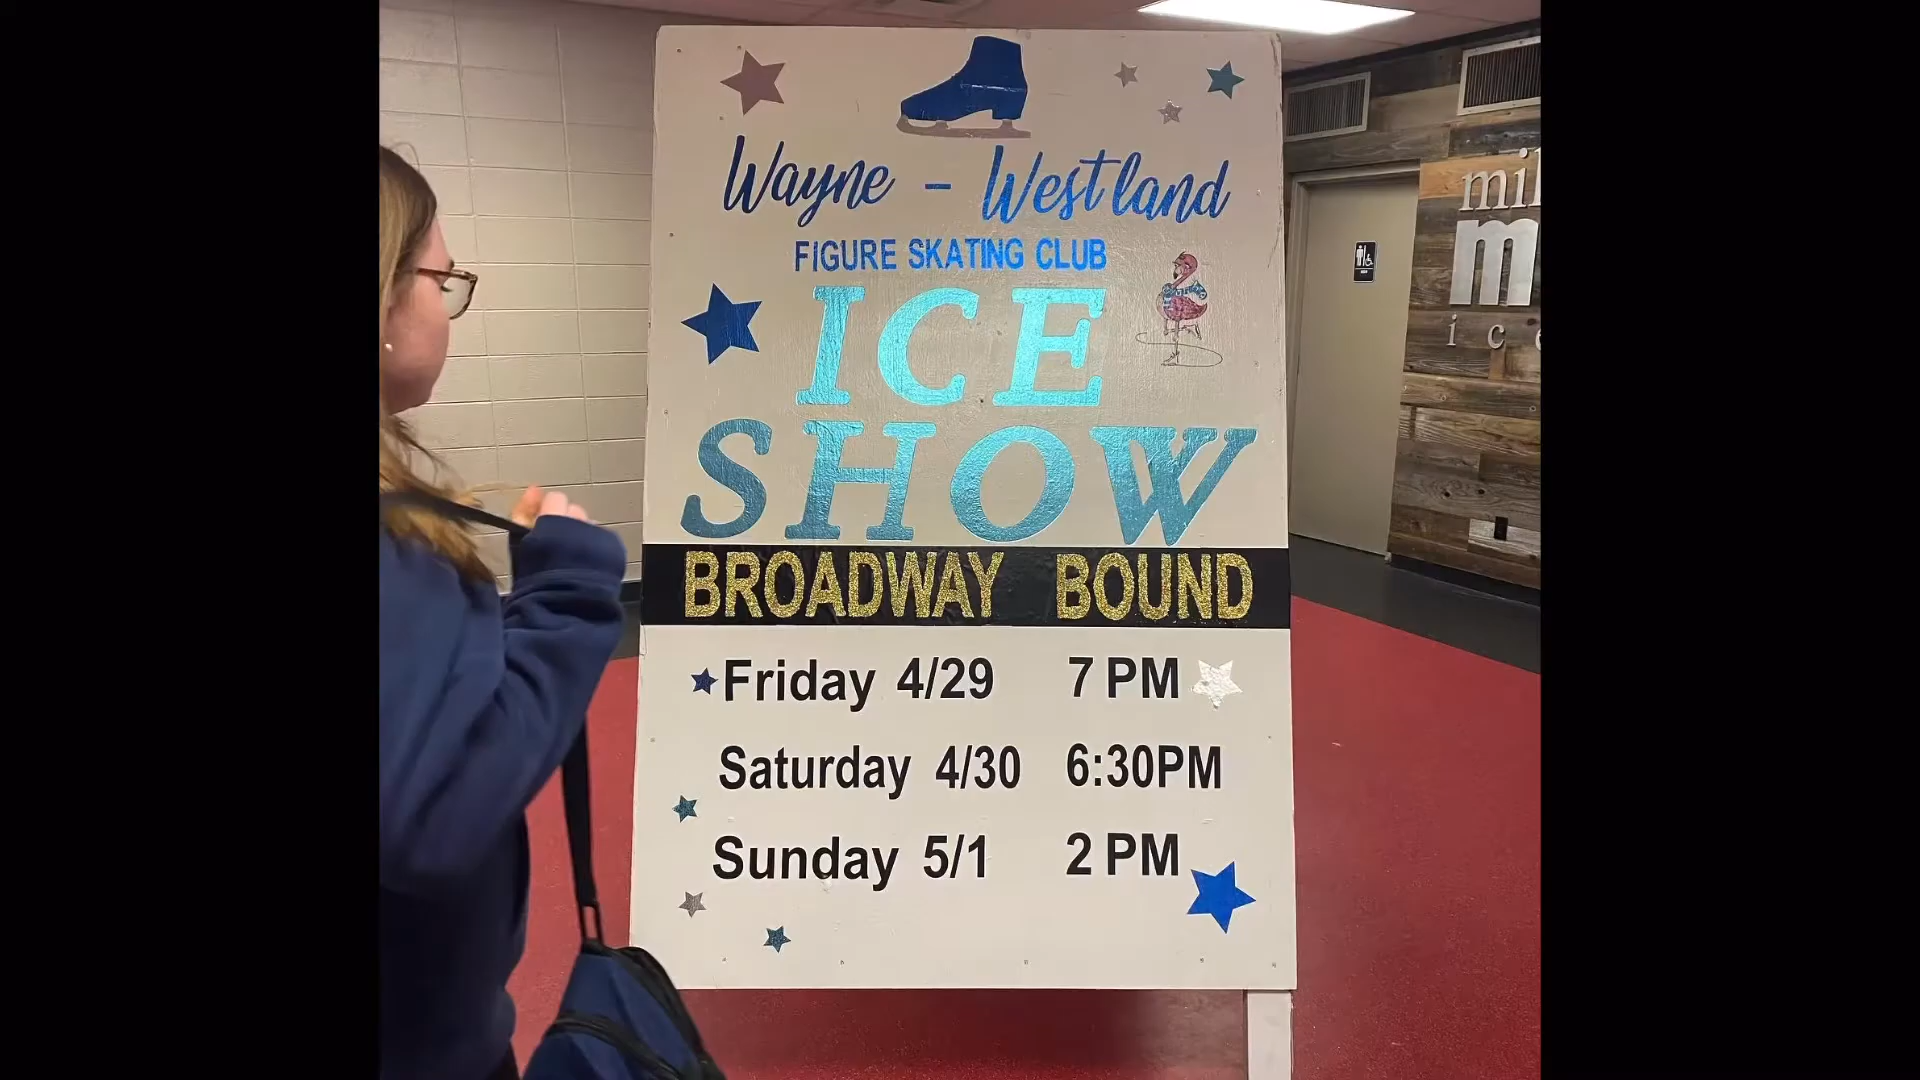 Wayne - Westland
FIGURE SKATING CLUB
ICE
SHOW
BROADWAY BOUND
Friday 4/29 7 PM
Saturday 4/30 6:30PM
Sunday 5/1 2 PM